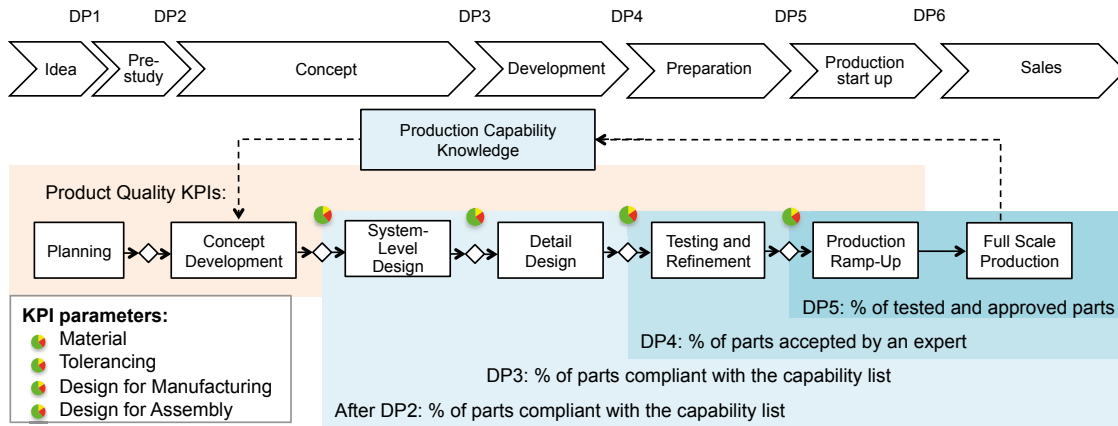 DP1
DP2
DP3
DP4
DP5
DP6
Idea
Pre-
study
Concept
Development
Preparation
Production
start up
Sales
Production Capability
Knowledge
Product Quality KPIs:
Planning
Concept
Development
System-
Level
Design
Detail
Design
Testing and
Refinement
Production
Ramp-Up
Full Scale
Production
KPI parameters:
Material
Tolerancing
Design for Manufacturing
Design for Assembly
DP5: % of tested and approved parts
DP4: % of parts accepted by an expert
DP3: % of parts compliant with the capability list
After DP2: % of parts compliant with the capability list